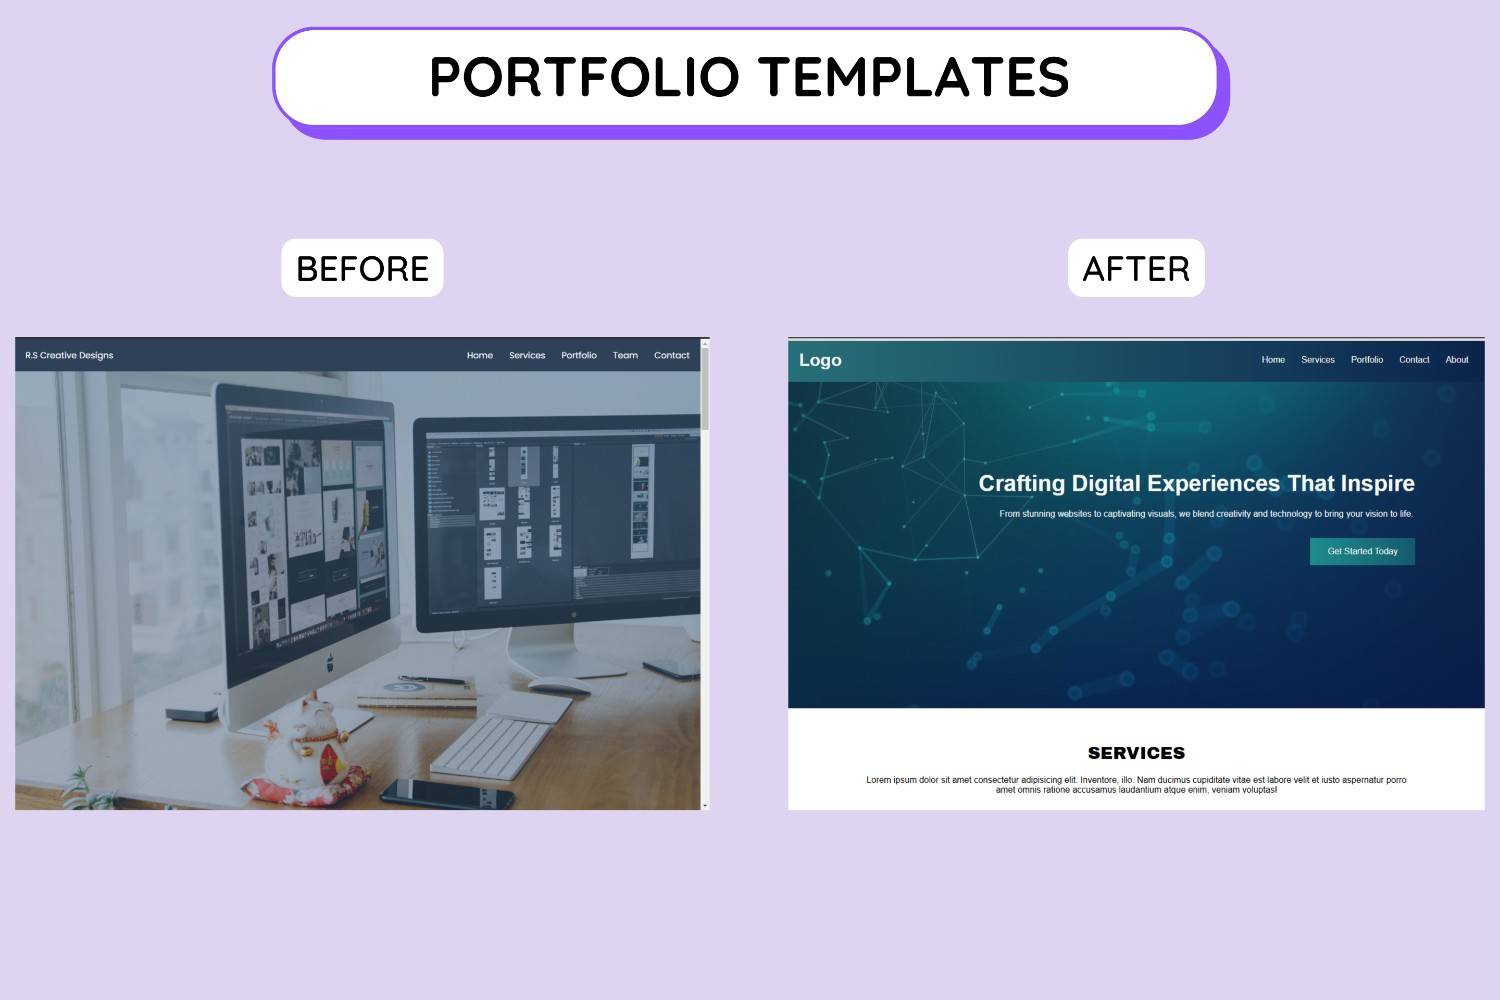 PORTFOLIO TEMPLATES
BEFORE
AFTER
R.S Creative Designs
Home Services Portfolio Team Contact
Logo
Home Services Portfolio Contact About
Crafting Digital Experiences That Inspire
From stunning websites to captivating visuals, we blend creativity and technology to bring your vision to life.
Get Started Today
SERVICES
Lorem ipsum dolor sit amet consectetur adipisicing elit. Inventore, illo. Nam ducimus cupiditate vitae est labore velit et iusto aspernatur porro
amet omnis ratione accusamus laudantium atque enim, veniam voluptas!